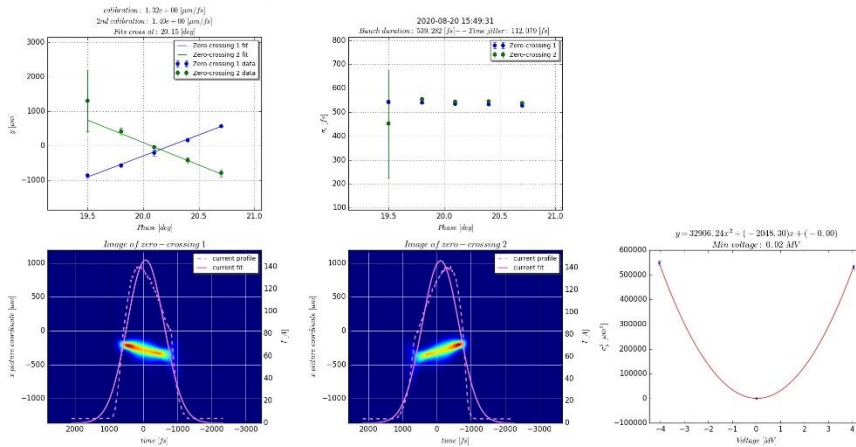 calibration: 1.32e+00 [μm/fs]
2nd calibration: 1.40e+00 [μm/fs]
Fits cross at: 20.15 [deg]
3000
2000
1000
0
−1000
19.5
20.0
20.5
21.0
Phase [deg]
Zero-crossing 1 fit
Zero-crossing 2 fit
Zero-crossing 1 data
Zero-crossing 2 data
2020-08-20 15:49:31
Bunch duration: 539.282 [fs]−−Time jitter: 112.079 [fs]
900
800
700
600
500
400
300
200
100
19.5
20.0
20.5
21.0
Phase [deg]
Zero-crossing 1
Zero-crossing 2
Image of zero−crossing 1
x picture coordinate [μm]
1000
500
0
−500
−1000
2000
1000
0
−1000
−2000
−3000
time [fs]
current profile
current fit
140
120
100
80
60
40
20
0
I [A]
Image of zero−crossing 2
x picture coordinate [μm]
1000
500
0
−500
−1000
2000
1000
0
−1000
−2000
−3000
time [fs]
current profile
current fit
140
120
100
80
60
40
20
0
I [A]
y = 32906.24x² + (−2048.30)x + (−0.00)
Min voltage: 0.02 MV
600000
500000
400000
300000
200000
100000
0
−100000
−4
−3
−2
−1
0
1
2
3
4
Voltage [MV]